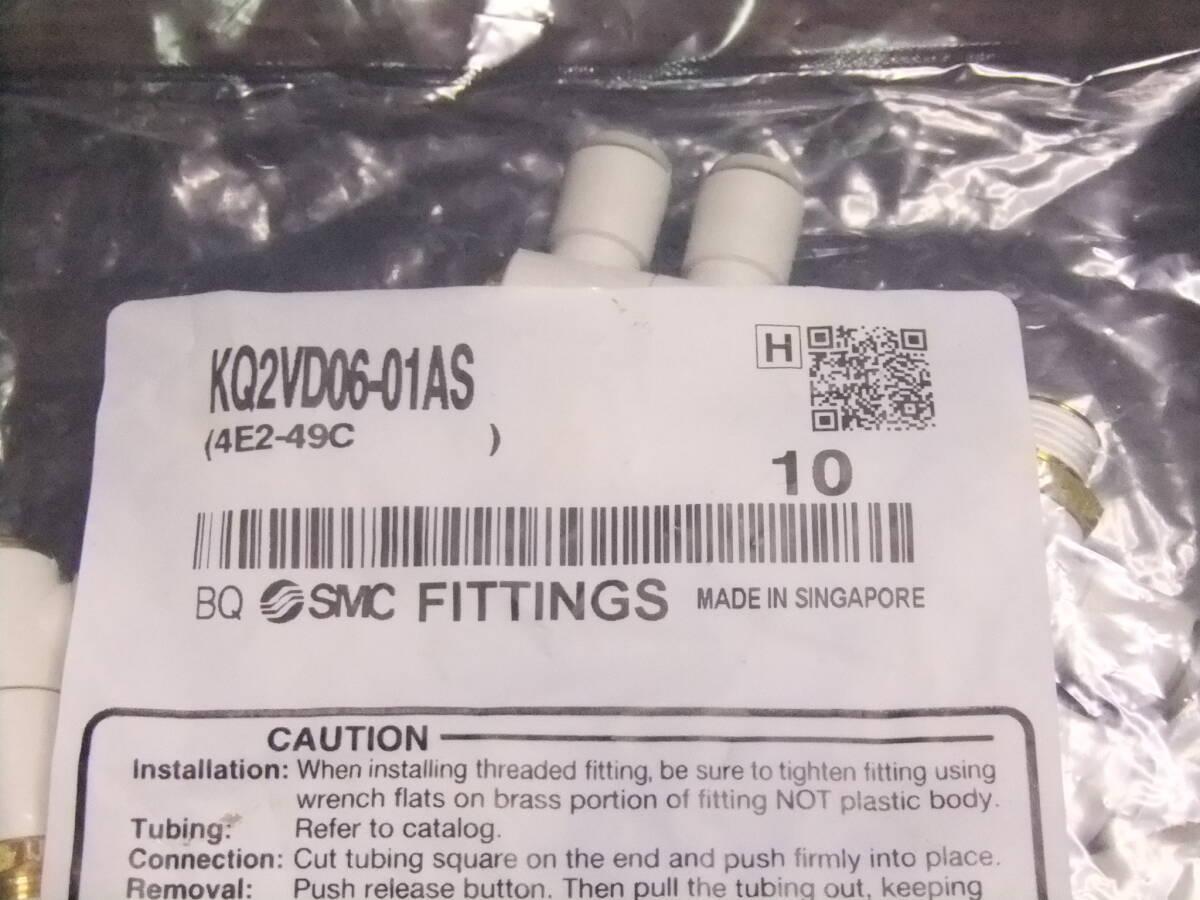 KQ2VD06-01AS
H
(4E2-49C )
10
BQ SMC FITTINGS MADE IN SINGAPORE
CAUTION
Installation: When installing threaded fitting, be sure to tighten fitting using
wrench flats on brass portion of fitting NOT plastic body.
Tubing: Refer to catalog.
Connection: Cut tubing square on the end and push firmly into place.
Removal: Push release button. Then pull the tubing out, keeping